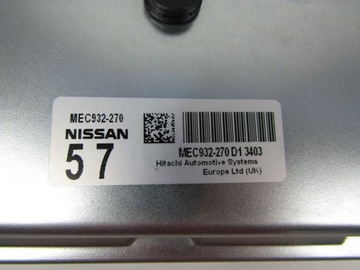 MEC932-270
NISSAN
57
MEC932-270 D1 3403
Hitachi Automotive Systems
Europe Ltd (UK)